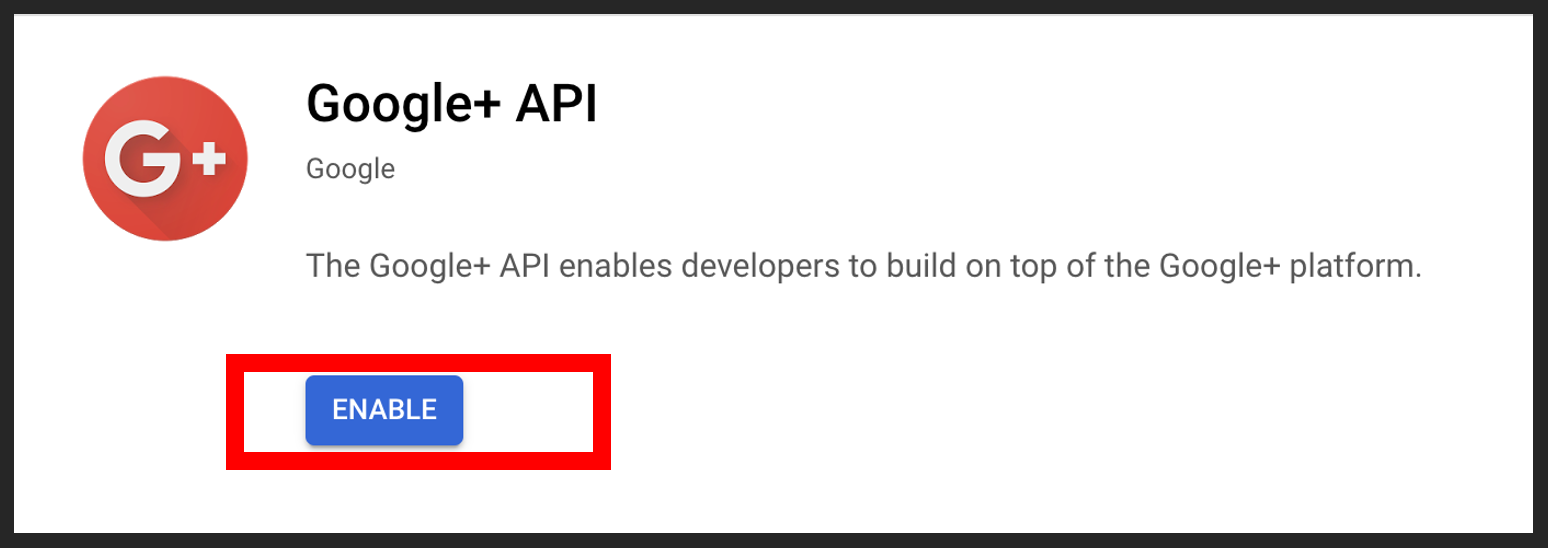 G+
Google+ API
Google
The Google+ API enables developers to build on top of the Google+ platform.
ENABLE